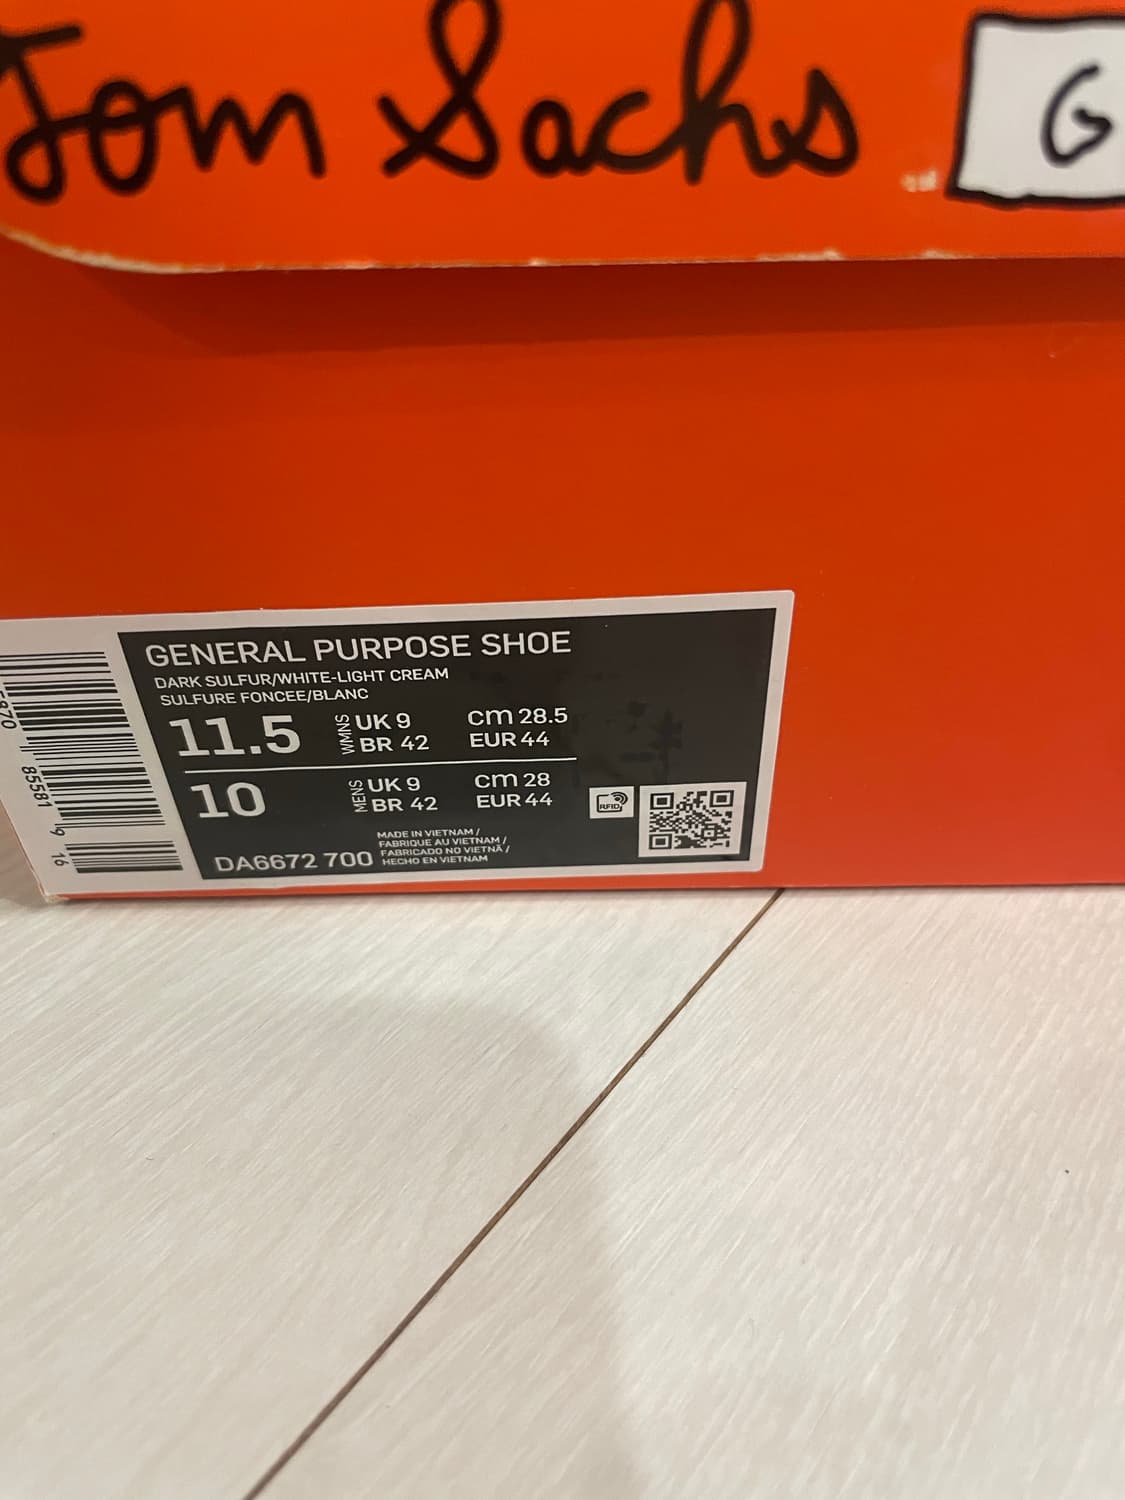 Tom Sachs
G
GENERAL PURPOSE SHOE
DARK SULFUR/WHITE-LIGHT CREAM
SULFURE FONCEE/BLANC
11.5 WMNS UK 9 cm 28.5
BR 42 EUR 44
10 MENS UK 9 cm 28
BR 42 EUR 44
RFID
MADE IN VIETNAM /
FABRIQUE AU VIETNAM /
FABRICADO NO VIETNÃ /
HECHO EN VIETNAM
DA6672 700
85581 9 16